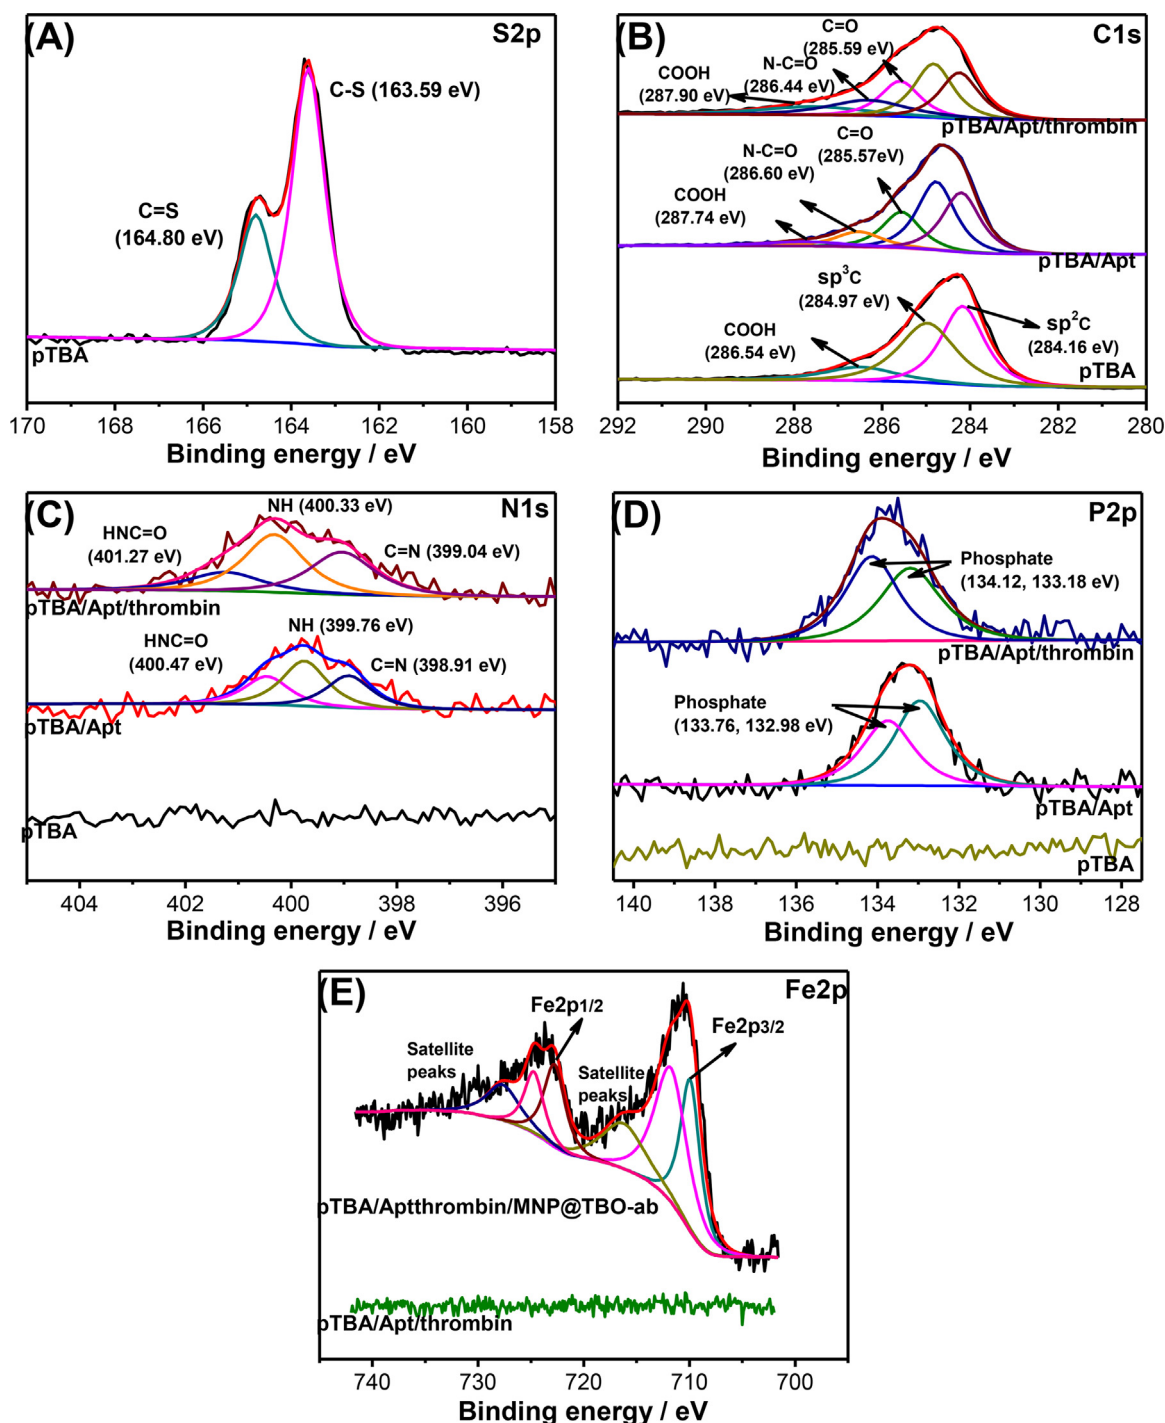 (A)
S2p
C-S (163.59 eV)
C=S
(164.80 eV)
pTBA
170 168 166 164 162 160 158
Binding energy / eV
(B)
C1s
C=O
(285.59 eV)
N-C=O
(286.44 eV)
COOH
(287.90 eV)
pTBA/Apt/thrombin
C=O
(285.57eV)
N-C=O
(286.60 eV)
COOH
(287.74 eV)
pTBA/Apt
sp3C
(284.97 eV)
sp2C
(284.16 eV)
COOH
(286.54 eV)
pTBA
292 290 288 286 284 282 280
Binding energy / eV
(C)
N1s
NH (400.33 eV)
HNC=O
(401.27 eV)
C=N (399.04 eV)
pTBA/Apt/thrombin
NH (399.76 eV)
HNC=O
(400.47 eV)
C=N (398.91 eV)
pTBA/Apt
pTBA
404 402 400 398 396
Binding energy / eV
(D)
P2p
Phosphate
(134.12, 133.18 eV)
pTBA/Apt/thrombin
Phosphate
(133.76, 132.98 eV)
pTBA/Apt
pTBA
140 138 136 134 132 130 128
Binding energy / eV
(E)
Fe2p
Fe2p1/2
Fe2p3/2
Satellite
peaks
Satellite
peaks
pTBA/Aptthrombin/MNP@TBO-ab
pTBA/Apt/thrombin
740 730 720 710 700
Binding energy / eV